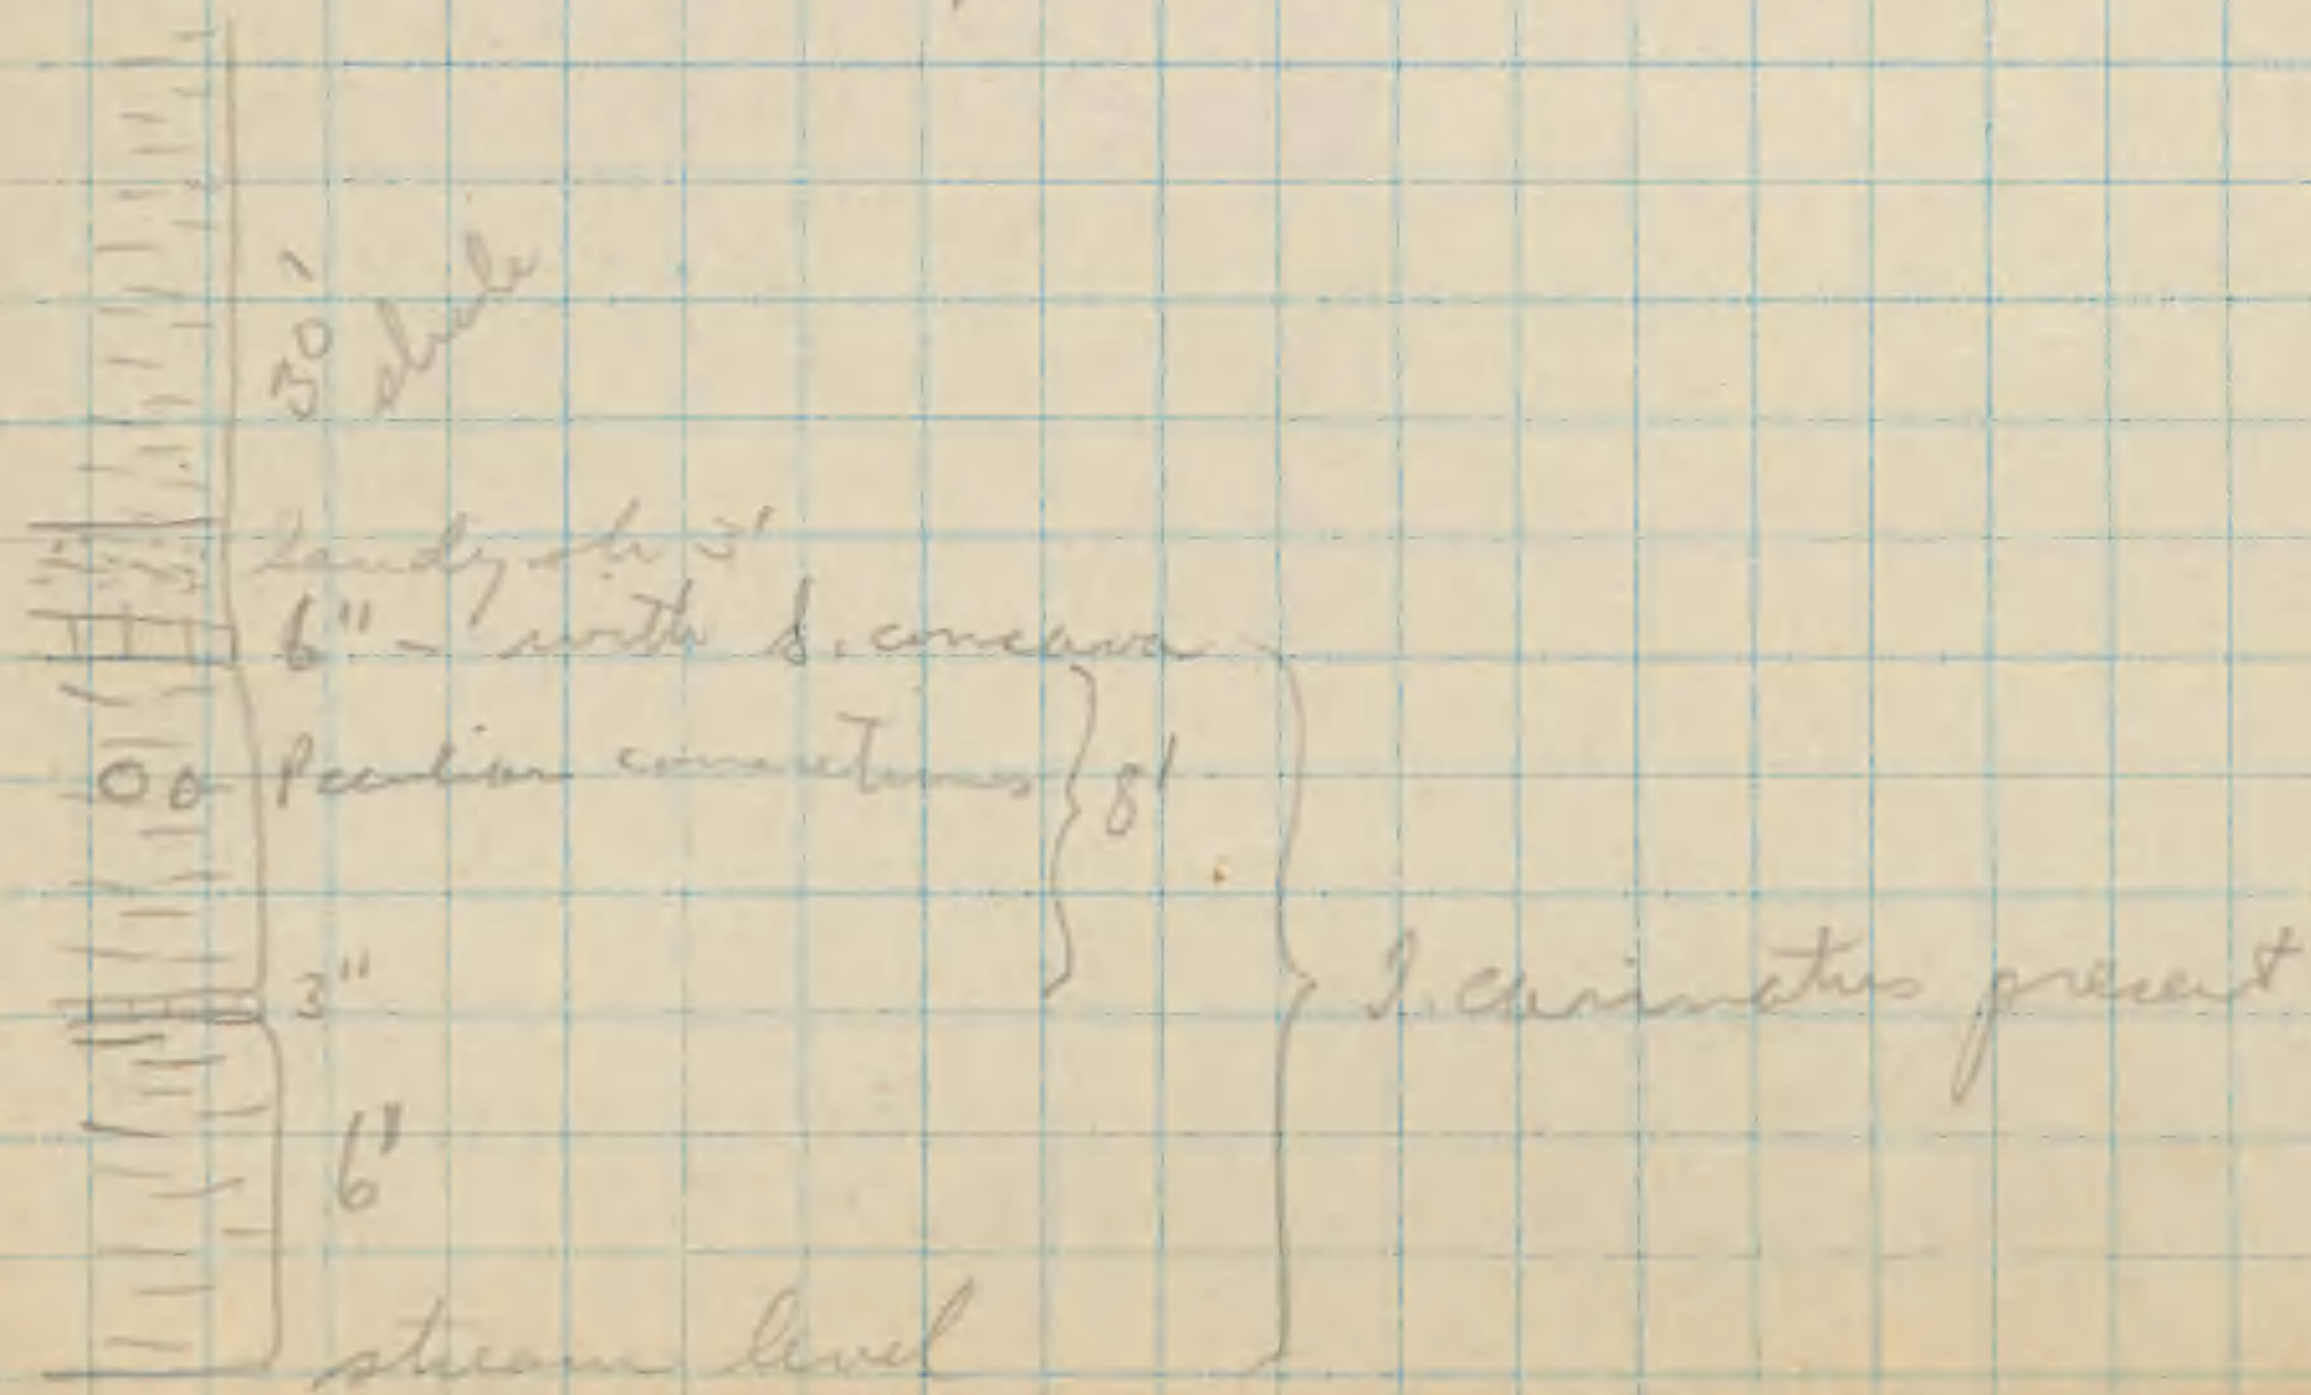 30'
shale
Sandy sh 3'
6" - with S. concava
Peculiar concretions
8'
3"
I. carinatus present
6'
stream level